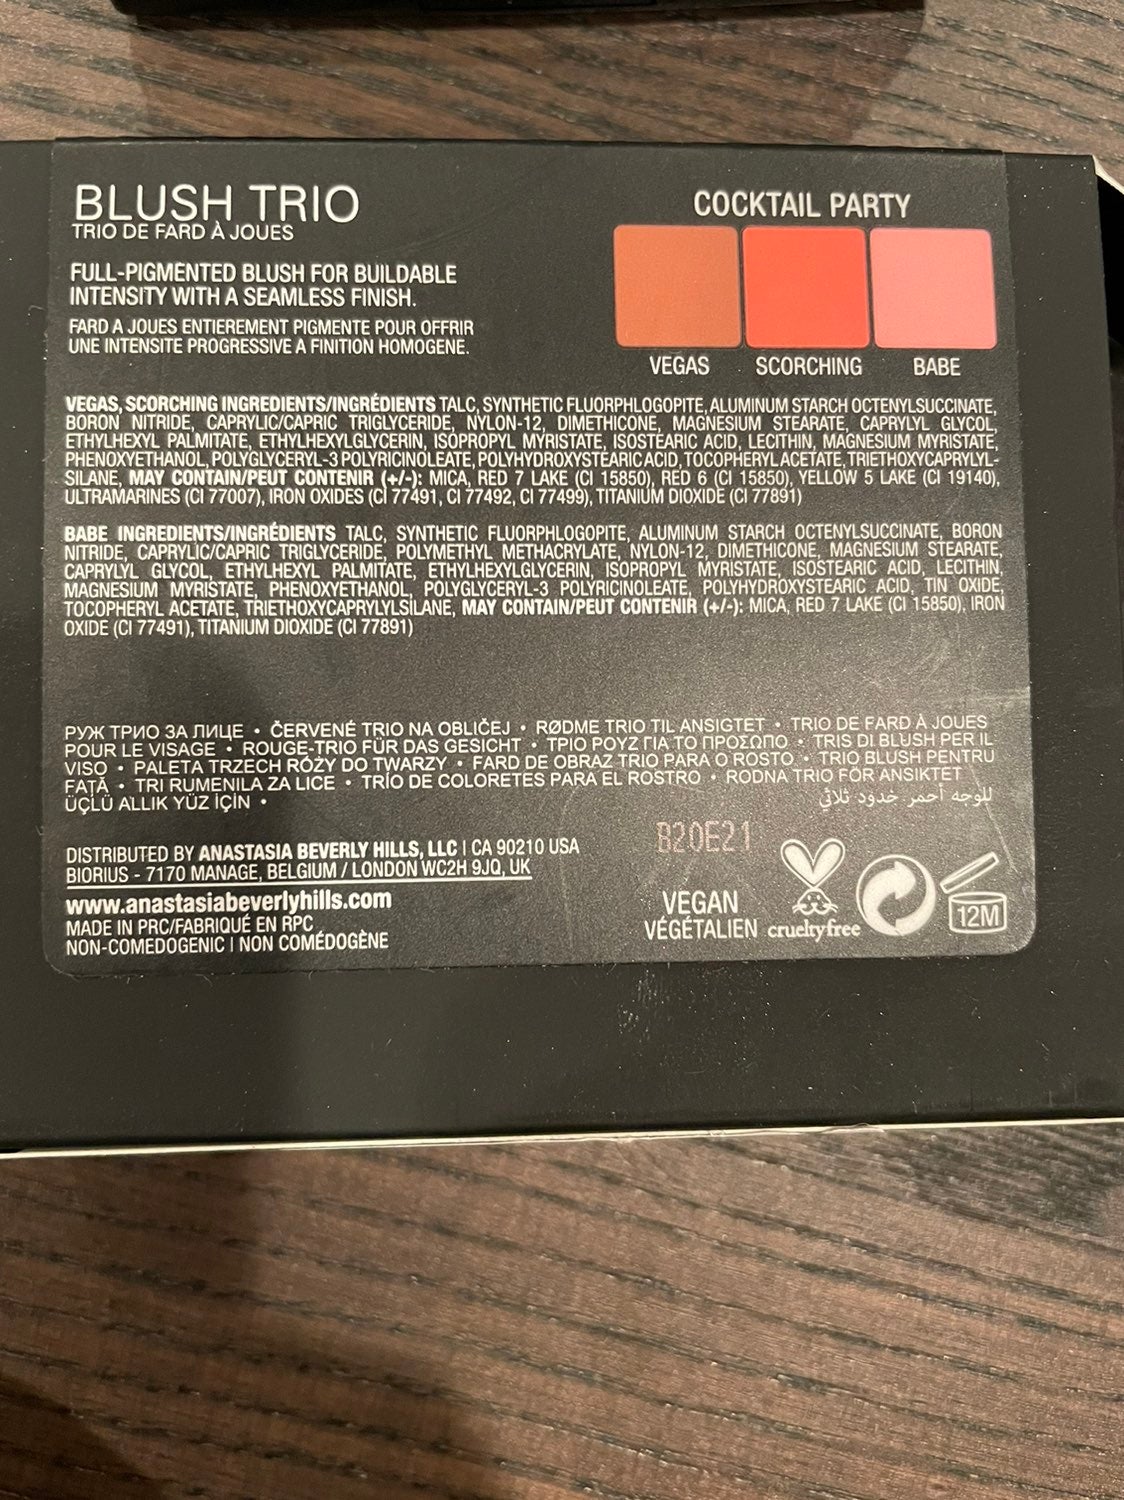 BLUSH TRIO
TRIO DE FARD À JOUES
FULL-PIGMENTED BLUSH FOR BUILDABLE
INTENSITY WITH A SEAMLESS FINISH.
FARD A JOUES ENTIEREMENT PIGMENTE POUR OFFRIR
UNE INTENSITE PROGRESSIVE A FINITION HOMOGENE.
COCKTAIL PARTY
VEGAS SCORCHING BABE
VEGAS, SCORCHING INGREDIENTS/INGRÉDIENTS TALC, SYNTHETIC FLUORPHLOGOPITE, ALUMINUM STARCH OCTENYLSUCCINATE,
BORON NITRIDE, CAPRYLIC/CAPRIC TRIGLYCERIDE, NYLON-12, DIMETHICONE, MAGNESIUM STEARATE, CAPRYLYL GLYCOL,
ETHYLHEXYL PALMITATE, ETHYLHEXYLGLYCERIN, ISOPROPYL MYRISTATE, ISOSTEARIC ACID, LECITHIN, MAGNESIUM MYRISTATE,
PHENOXYETHANOL, POLYGLYCERYL-3 POLYRICINOLEATE, POLYHYDROXYSTEARIC ACID, TOCOPHERYL ACETATE, TRIETHOXYCAPRYLYL-
SILANE, MAY CONTAIN/PEUT CONTENIR (+/-): MICA, RED 7 LAKE (CI 15850), RED 6 (CI 15850), YELLOW 5 LAKE (CI 19140),
ULTRAMARINES (CI 77007), IRON OXIDES (CI 77491, CI 77492, CI 77499), TITANIUM DIOXIDE (CI 77891)
BABE INGREDIENTS/INGRÉDIENTS TALC, SYNTHETIC FLUORPHLOGOPITE, ALUMINUM STARCH OCTENYLSUCCINATE, BORON
NITRIDE, CAPRYLIC/CAPRIC TRIGLYCERIDE, POLYMETHYL METHACRYLATE, NYLON-12, DIMETHICONE, MAGNESIUM STEARATE,
CAPRYLYL GLYCOL, ETHYLHEXYL PALMITATE, ETHYLHEXYLGLYCERIN, ISOPROPYL MYRISTATE, ISOSTEARIC ACID, LECITHIN,
MAGNESIUM MYRISTATE, PHENOXYETHANOL, POLYGLYCERYL-3 POLYRICINOLEATE, POLYHYDROXYSTEARIC ACID, TIN OXIDE,
TOCOPHERYL ACETATE, TRIETHOXYCAPRYLYLSILANE, MAY CONTAIN/PEUT CONTENIR (+/-): MICA, RED 7 LAKE (CI 15850), IRON
OXIDE (CI 77491), TITANIUM DIOXIDE (CI 77891)
РУЖ ТРИО ЗА ЛИЦЕ • ČERVENÉ TRIO NA OBLIČEJ • RØDME TRIO TIL ANSIGTET • TRIO DE FARD À JOUES
POUR LE VISAGE • ROUGE-TRIO FÜR DAS GESICHT • ΤΡΙΟ ΡΟΥΖ ΓΙΑ ΤΟ ΠΡΟΣΩΠΟ • TRIS DI BLUSH PER IL
VISO • PALETA TRZECH RÓŻY DO TWARZY • FARD DE OBRAZ TRIO PARA O ROSTO • TRIO BLUSH PENTRU
FAȚĂ • TRI RUMENILA ZA LICE • TRÍO DE COLORETES PARA EL ROSTRO • RODNA TRIO FÖR ANSIKTET
ÜÇLÜ ALLIK YÜZ İÇİN • للوجه أحمر خدود ثلاثي
DISTRIBUTED BY ANASTASIA BEVERLY HILLS, LLC | CA 90210 USA
BIORIUS - 7170 MANAGE, BELGIUM / LONDON WC2H 9JQ, UK
www.anastasiabeverlyhills.com
MADE IN PRC/FABRIQUÉ EN RPC
NON-COMEDOGENIC | NON COMÉDOGÈNE
B20E21
VEGAN
VÉGÉTALIEN
crueltyfree
12M